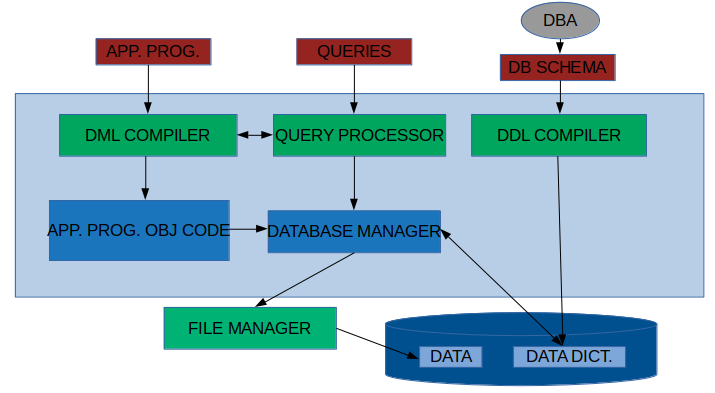 DBA
APP. PROG.
QUERIES
DB SCHEMA
DML COMPILER
QUERY PROCESSOR
DDL COMPILER
APP. PROG. OBJ CODE
DATABASE MANAGER
FILE MANAGER
DATA
DATA DICT.